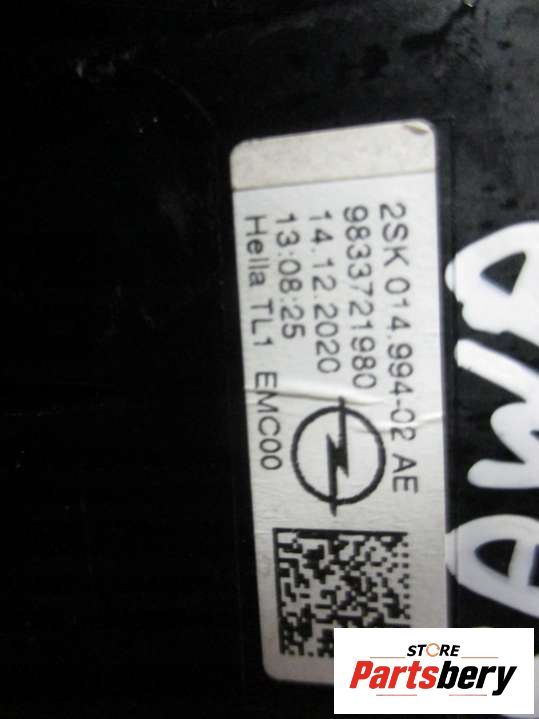 2SK 014.994-02 AE
9833721980
14.12.2020
13:08:25
Hella TL1 EMC00
STORE
Partsbery